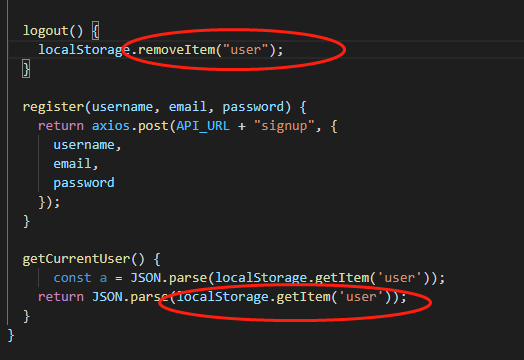 logout() {
localStorage.removeItem("user");
}
register(username, email, password) {
return axios.post(API_URL + "signup", {
username,
email,
password
});
}
getCurrentUser() {
const a = JSON.parse(localStorage.getItem('user'));
return JSON.parse(localStorage.getItem('user'));
}
}